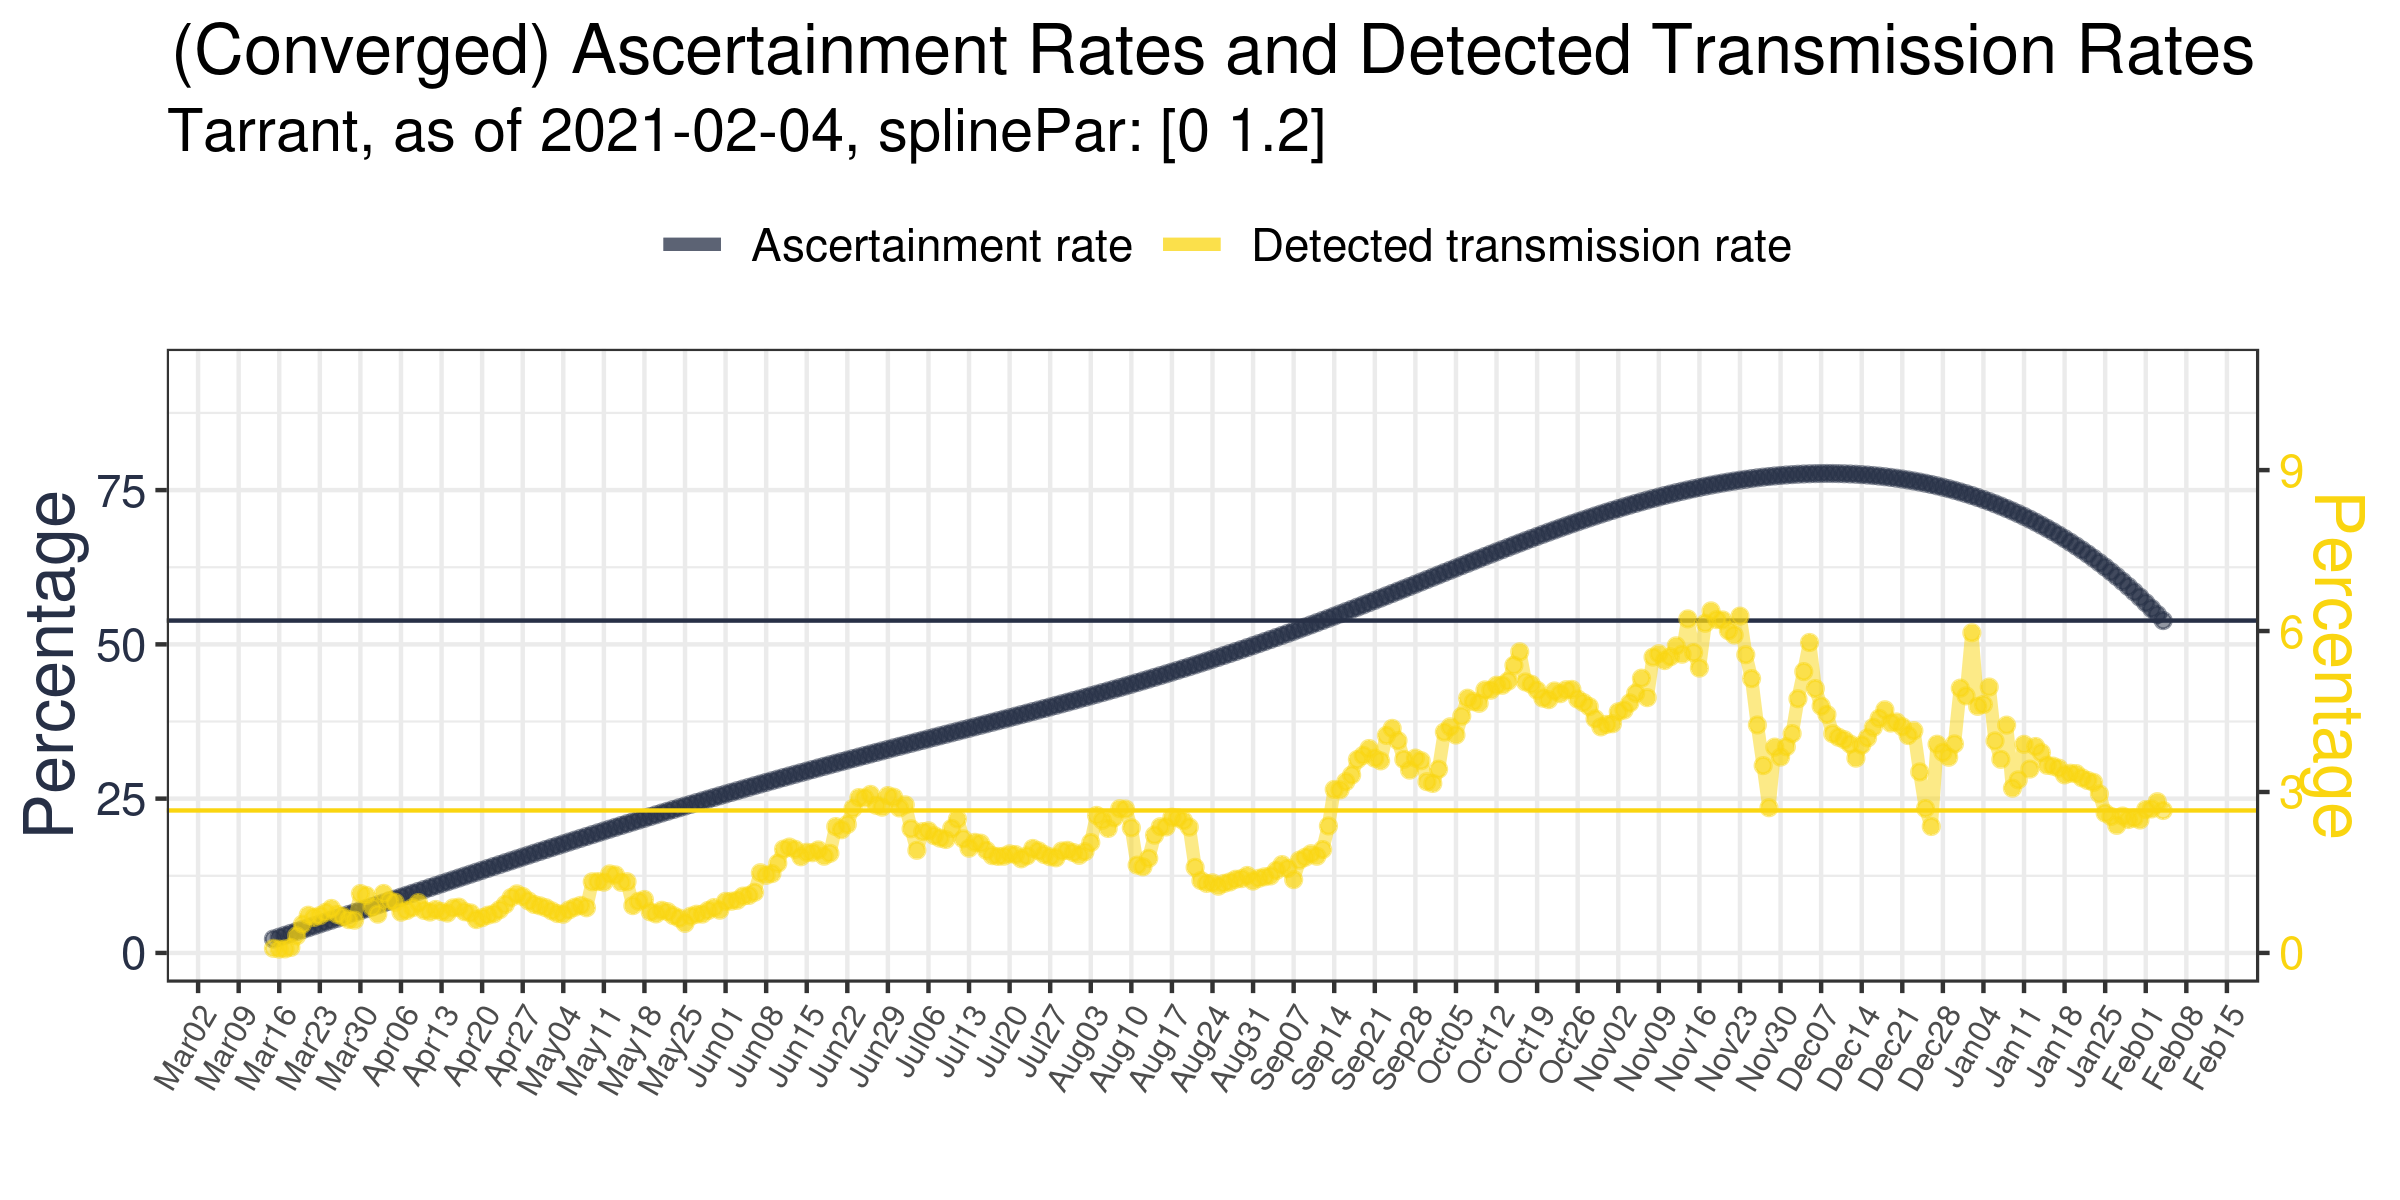 (Converged) Ascertainment Rates and Detected Transmission Rates
Tarrant, as of 2021-02-04, splinePar: [0 1.2]
Ascertainment rate Detected transmission rate
Percentage
75
50
25
0
9
6
3
0
Percentage
Mar02 Mar09 Mar16 Mar23 Mar30 Apr06 Apr13 Apr20 Apr27 May04 May11 May18 May25 Jun01 Jun08 Jun15 Jun22 Jun29 Jul06 Jul13 Jul20 Jul27 Aug03 Aug10 Aug17 Aug24 Aug31 Sep07 Sep14 Sep21 Sep28 Oct05 Oct12 Oct19 Oct26 Nov02 Nov09 Nov16 Nov23 Nov30 Dec07 Dec14 Dec21 Dec28 Jan04 Jan11 Jan18 Jan25 Feb01 Feb08 Feb15